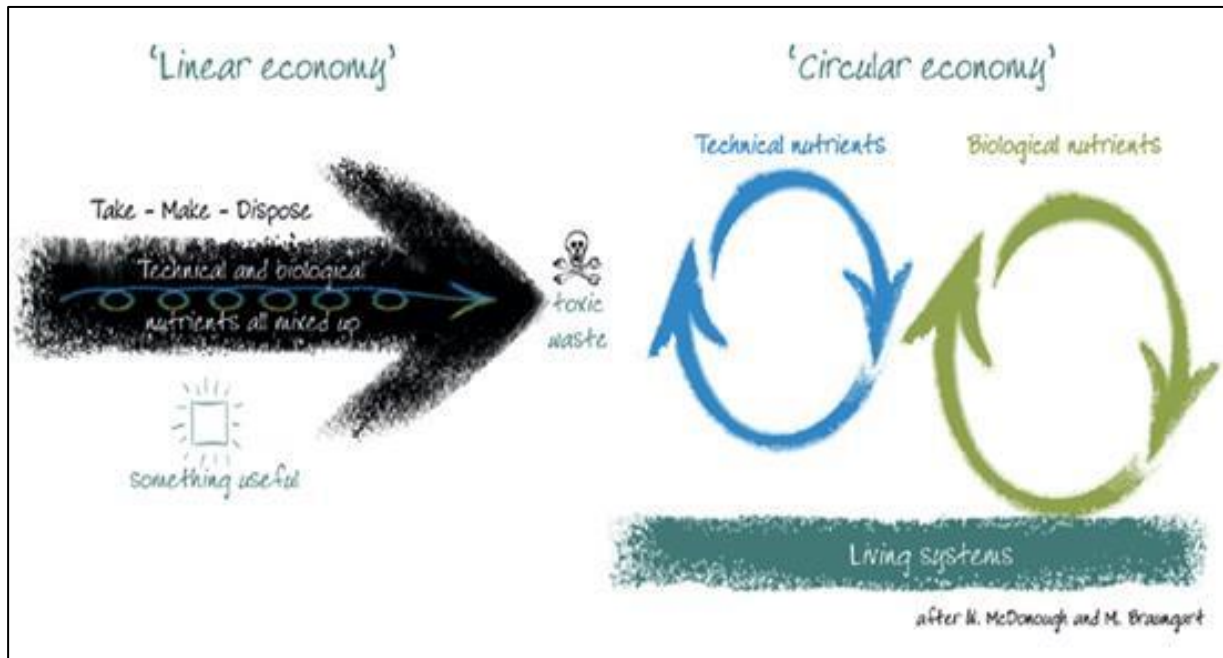 ‘Linear economy’
Take - Make - Dispose
Technical and biological
nutrients all mixed up
toxic
waste
something useful
‘Circular economy’
Technical nutrients
Biological nutrients
Living systems
after W. McDonough and M. Braungart